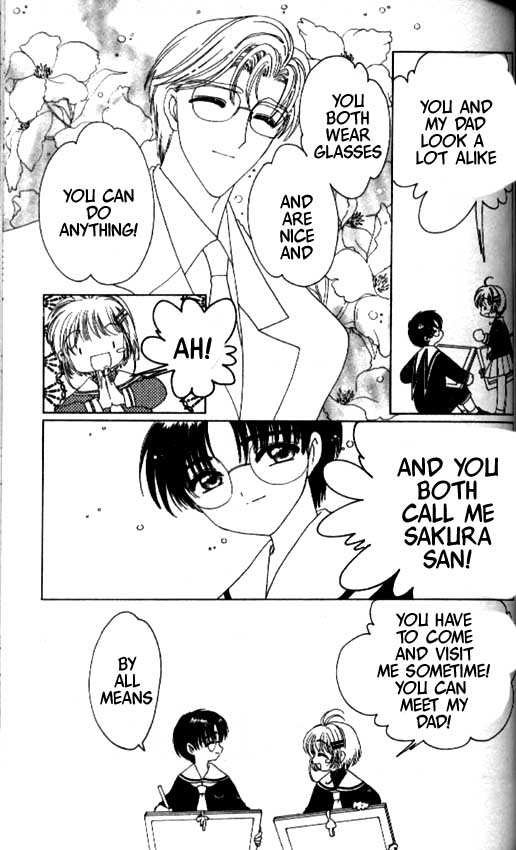 YOU AND
MY DAD
LOOK A
LOT ALIKE
YOU
BOTH
WEAR
GLASSES
AND
ARE
NICE
AND
YOU CAN
DO
ANYTHING!
AH!
AND YOU
BOTH
CALL ME
SAKURA
SAN!
YOU HAVE
TO COME
AND VISIT
ME SOMETIME!
YOU CAN
MEET MY
DAD!
BY
ALL
MEANS